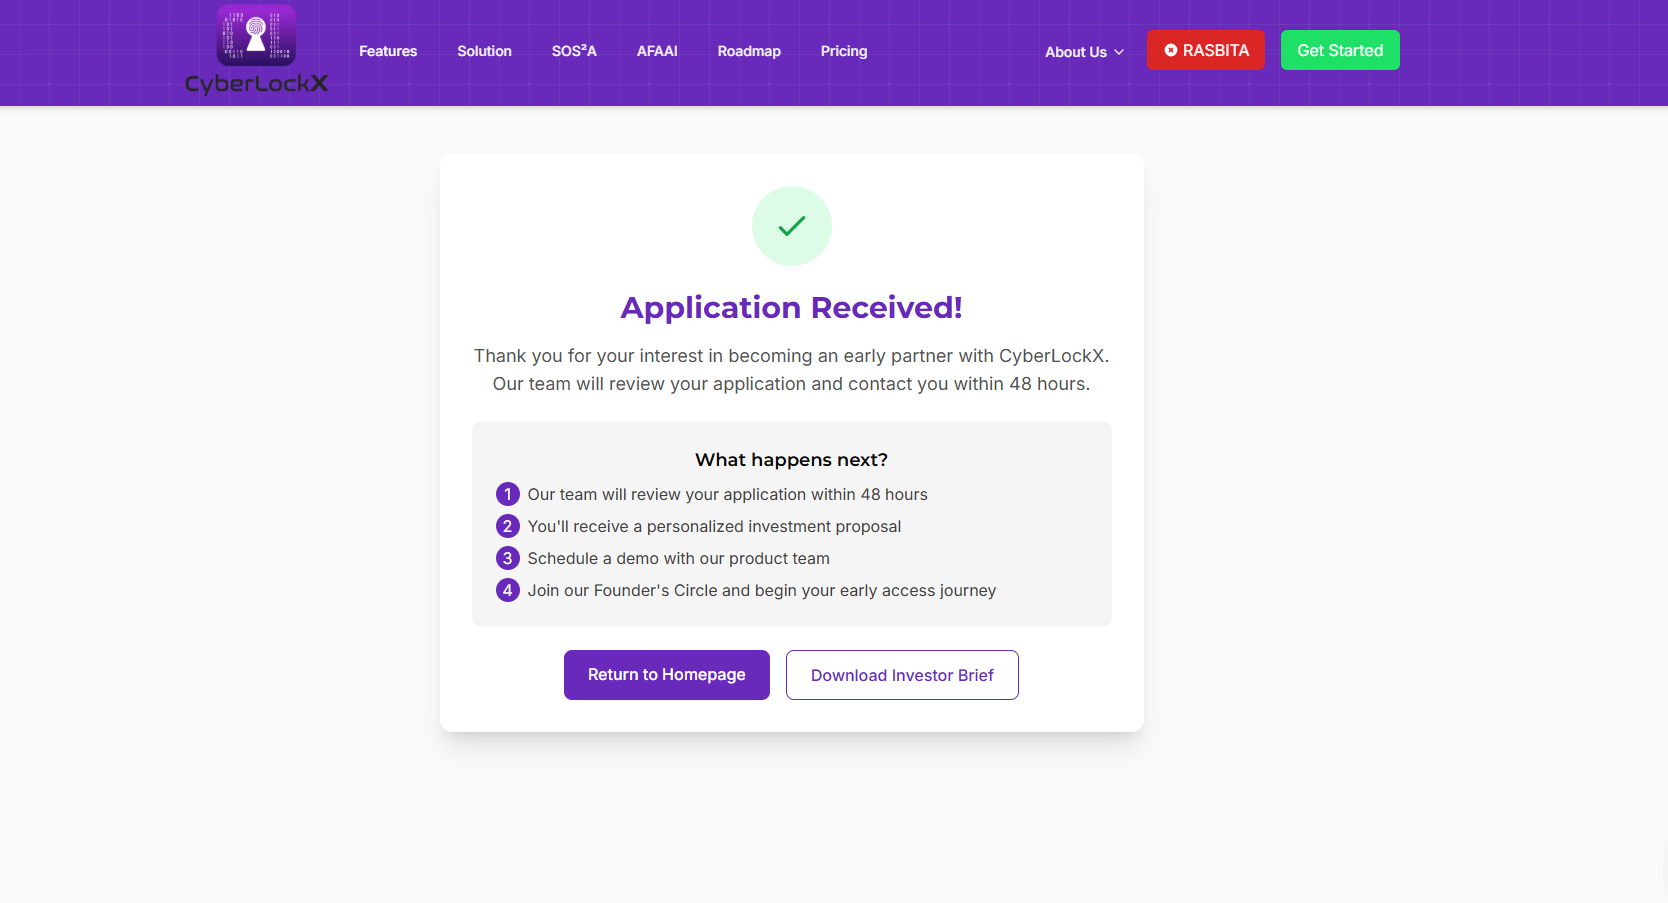 CyberLockX
Features
Solution
SOS²A
AFAAI
Roadmap
Pricing
About Us
RASBITA
Get Started
Application Received!
Thank you for your interest in becoming an early partner with CyberLockX.
Our team will review your application and contact you within 48 hours.
What happens next?
1 Our team will review your application within 48 hours
2 You'll receive a personalized investment proposal
3 Schedule a demo with our product team
4 Join our Founder's Circle and begin your early access journey
Return to Homepage
Download Investor Brief